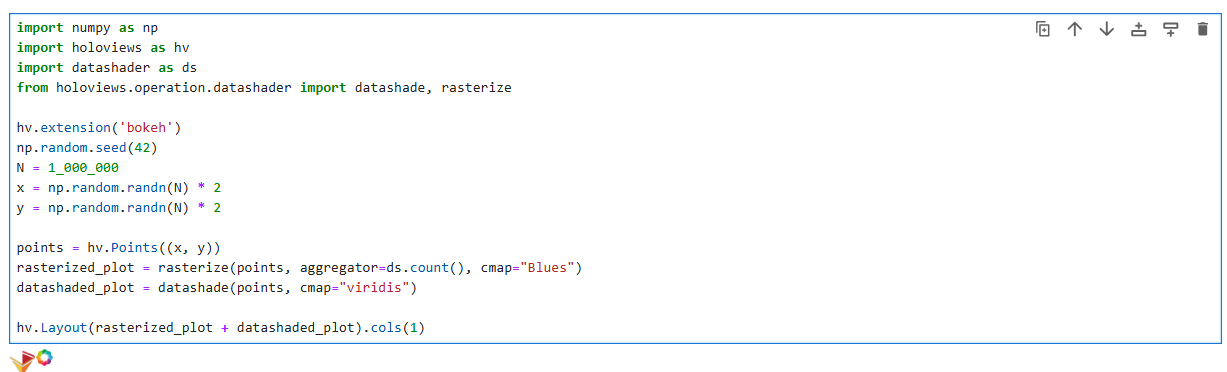 import numpy as np
import holoviews as hv
import datashader as ds
from holoviews.operation.datashader import datashade, rasterize
hv.extension('bokeh')
np.random.seed(42)
N = 1_000_000
x = np.random.randn(N) * 2
y = np.random.randn(N) * 2
points = hv.Points((x, y))
rasterized_plot = rasterize(points, aggregator=ds.count(), cmap="Blues")
datashaded_plot = datashade(points, cmap="viridis")
hv.Layout(rasterized_plot + datashaded_plot).cols(1)